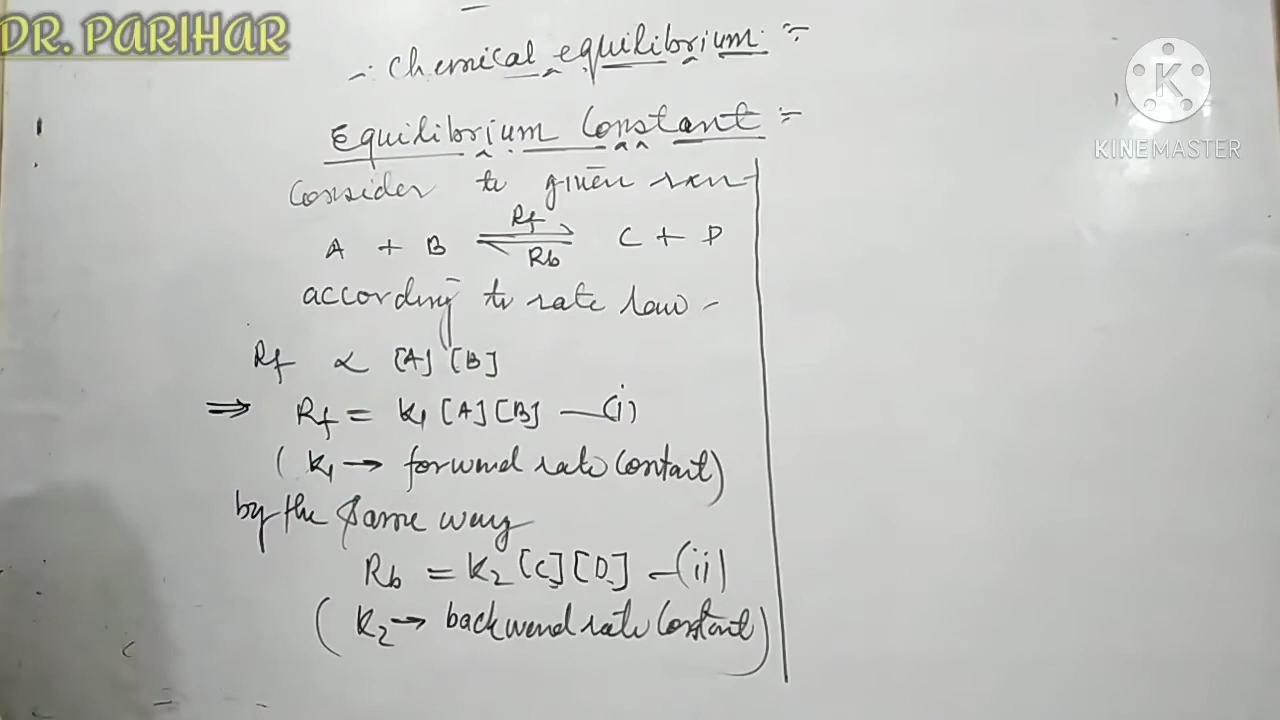 DR. PARIHAR
Chemical equilibrium
K
KINEMASTER
Equilibrium Constant
Consider to given rxn
A + B ⇌ C + D
Rf
Rb
according to rate law -
Rf ∝ [A] [B]
⇒ Rf = K₁ [A][B] —(i)
( K₁ → forward rate Contant)
by the same way
Rb = K₂ [C][D] —(ii)
( K₂ → backward rate Constant)